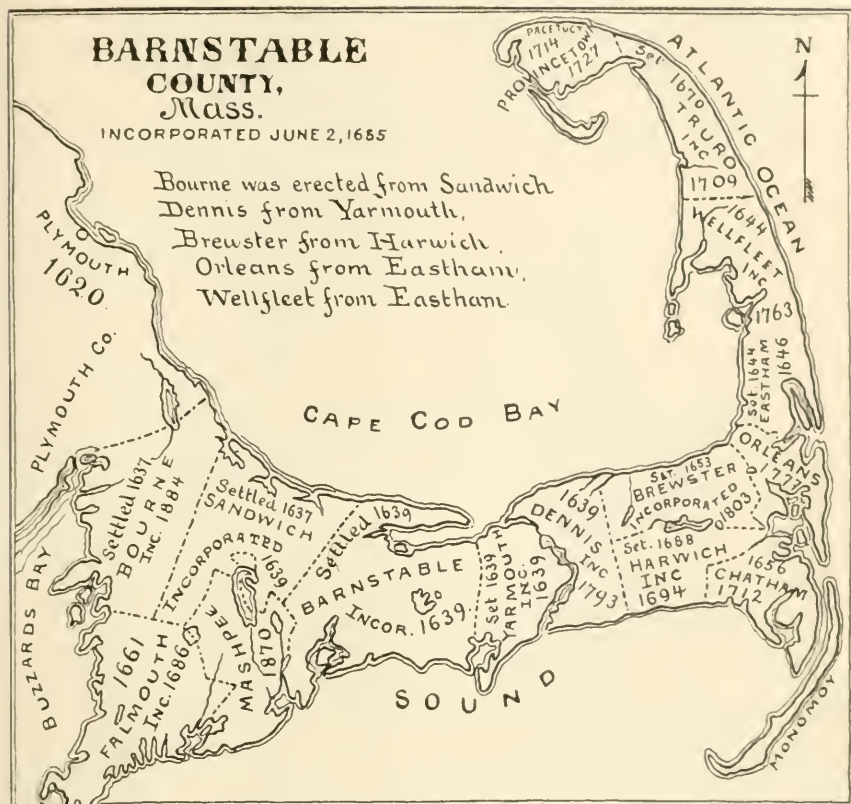 BARNSTABLE
COUNTY,
Mass.
INCORPORATED JUNE 2, 1685
Bourne was erected from Sandwich
Dennis from Yarmouth,
Brewster from Harwich,
Orleans from Eastham,
Wellfleet from Eastham.
N
ATLANTIC OCEAN
PROVINCETOWN
1714
1727
Set 1670
TRURO
INC
1709
1644
WELLFLEET
INC
1763
Set. 1644
EASTHAM
1646
ORLEANS
1797
PLYMOUTH
1620
PLYMOUTH CO.
CAPE COD BAY
BUZZARDS BAY
Settled 1637
BOURNE
INC. 1884
Settled 1637
SANDWICH
INCORPORATED
1639
Settled 1639
BARNSTABLE
INCOR. 1639.
Set 1639
YARMOUTH
INC.
1639
1639
DENNIS
INC
1793
Set. 1653
BREWSTER
INCORPORATED
1803
Set. 1688
HARWICH
INC
1694
1656
CHATHAM
1712
1661
FALMOUTH
INC. 1686
MASHPEE
1870
SOUND
MONOMOY